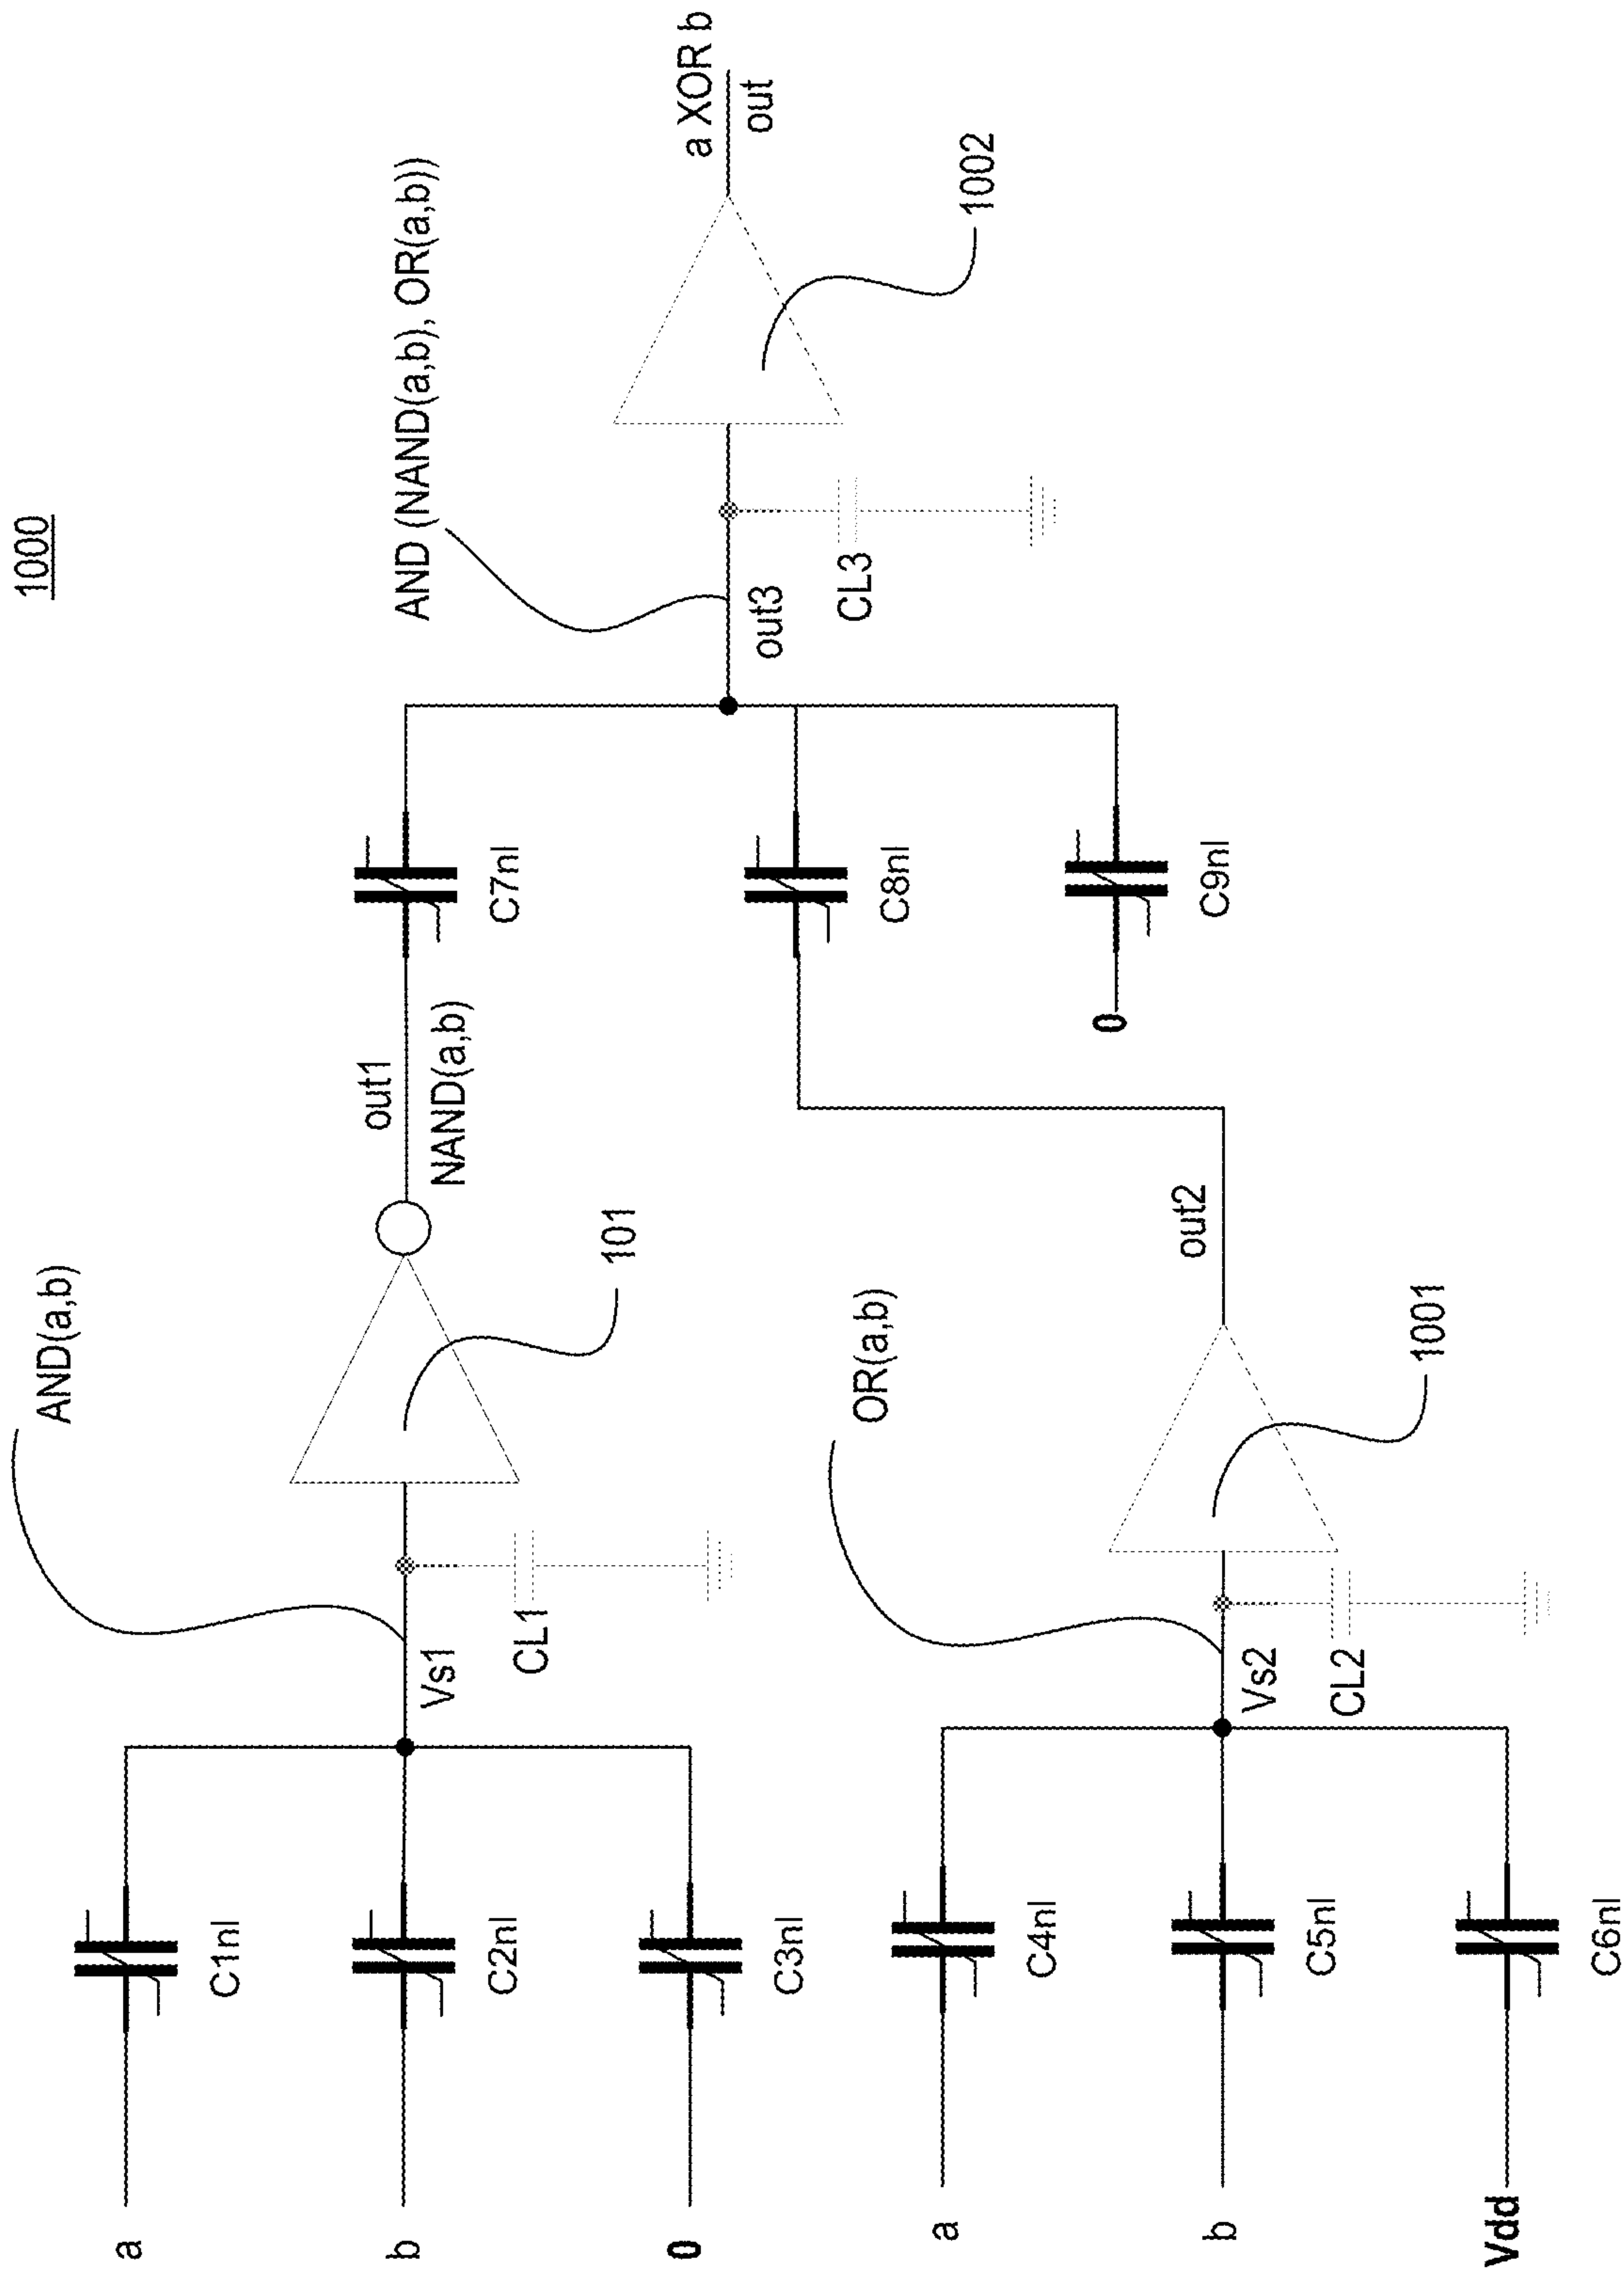 1000
a
b
0
C1nl
C2nl
C3nl
Vs1
AND(a,b)
CL1
101
out1
NAND(a,b)
a
b
Vdd
C4nl
C5nl
C6nl
Vs2
OR(a,b)
CL2
1001
out2
C7nl
C8nl
0
C9nl
out3
AND (NAND(a,b), OR(a,b))
CL3
1002
a XOR b
out